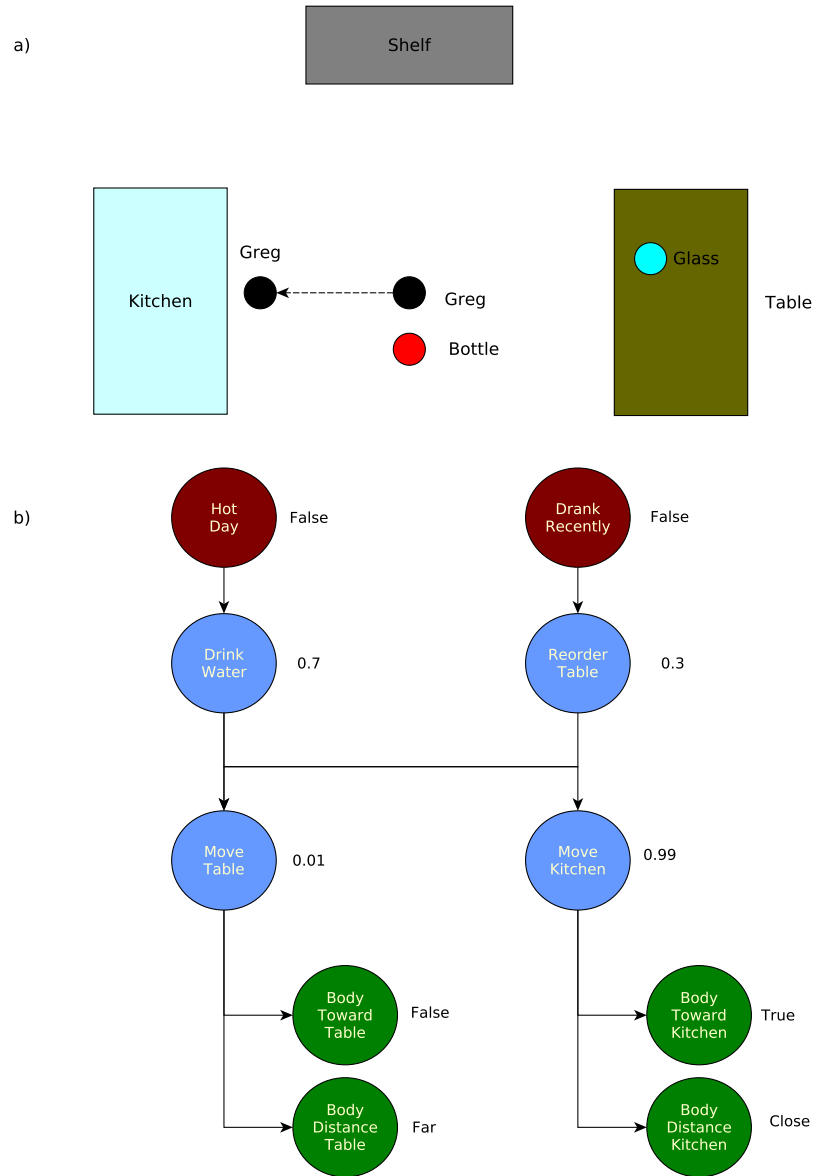 a)
Shelf
Greg
Glass
Kitchen
Greg
Table
Bottle
b)
Hot
Day
False
Drank
Recently
False
Drink
Water
0.7
Reorder
Table
0.3
Move
Table
0.01
Move
Kitchen
0.99
Body
Toward
Table
False
Body
Toward
Kitchen
True
Body
Distance
Table
Far
Body
Distance
Kitchen
Close